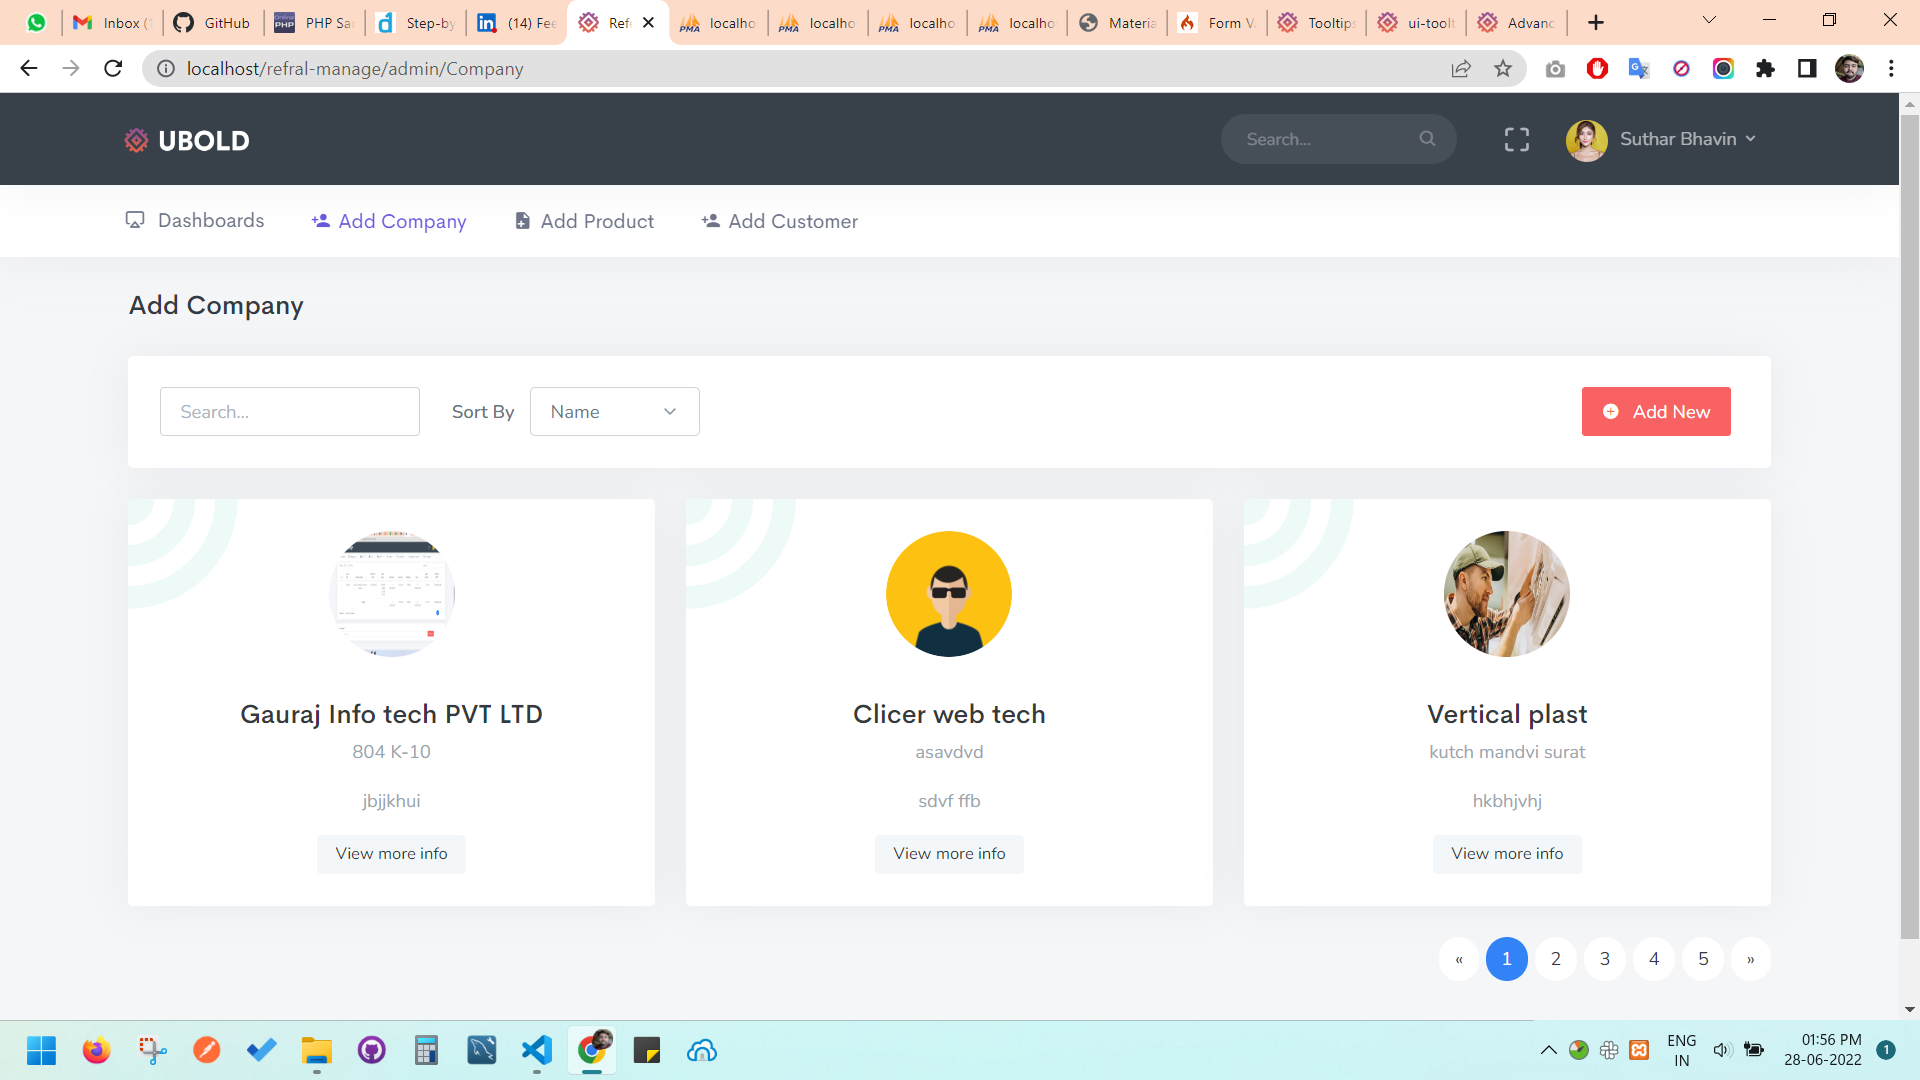 Inbox (1
GitHub
PHP Sa
Step-by
(14) Fee
Ref
localho
localho
localho
localho
Materia
Form V
Tooltip
ui-toolt
Advanc
localhost/refral-manage/admin/Company
UBOLD
Search...
Suthar Bhavin
Dashboards
Add Company
Add Product
Add Customer
Add Company
Search...
Sort By
Name
Add New
Gauraj Info tech PVT LTD
804 K-10
jbjjkhui
View more info
Clicer web tech
asavdvd
sdvf ffb
View more info
Vertical plast
kutch mandvi surat
hkbhjvhj
View more info
« 1 2 3 4 5 »
ENG
IN
01:56 PM
28-06-2022
1